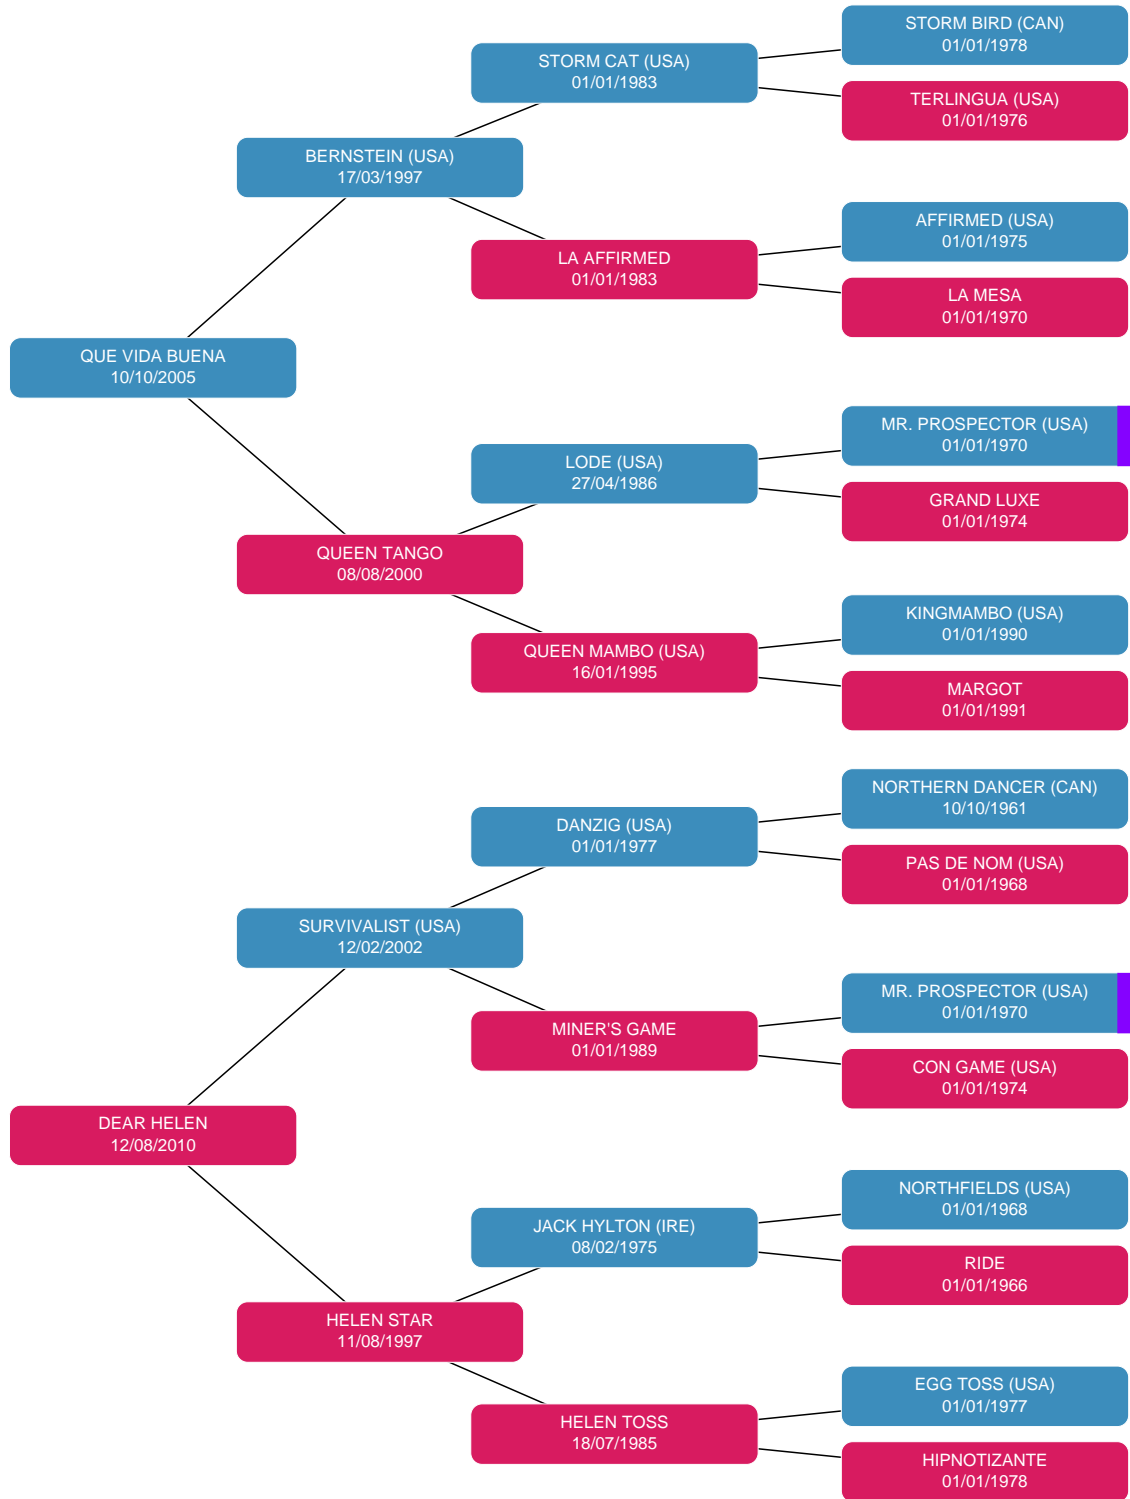 STORM BIRD (CAN)
01/01/1978
STORM CAT (USA)
01/01/1983
TERLINGUA (USA)
01/01/1976
BERNSTEIN (USA)
17/03/1997
AFFIRMED (USA)
01/01/1975
LA AFFIRMED
01/01/1983
LA MESA
01/01/1970
QUE VIDA BUENA
10/10/2005
MR. PROSPECTOR (USA)
01/01/1970
LODE (USA)
27/04/1986
GRAND LUXE
01/01/1974
QUEEN TANGO
08/08/2000
KINGMAMBO (USA)
01/01/1990
QUEEN MAMBO (USA)
16/01/1995
MARGOT
01/01/1991
NORTHERN DANCER (CAN)
10/10/1961
DANZIG (USA)
01/01/1977
PAS DE NOM (USA)
01/01/1968
SURVIVALIST (USA)
12/02/2002
MR. PROSPECTOR (USA)
01/01/1970
MINER'S GAME
01/01/1989
CON GAME (USA)
01/01/1974
DEAR HELEN
12/08/2010
NORTHFIELDS (USA)
01/01/1968
JACK HYLTON (IRE)
08/02/1975
RIDE
01/01/1966
HELEN STAR
11/08/1997
EGG TOSS (USA)
01/01/1977
HELEN TOSS
18/07/1985
HIPNOTIZANTE
01/01/1978